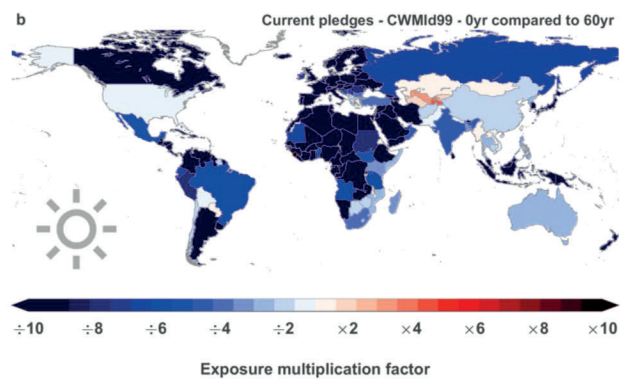 b
Current pledges - CWMId99 - 0yr compared to 60yr
÷10 ÷8 ÷6 ÷4 ÷2 ×2 ×4 ×6 ×8 ×10
Exposure multiplication factor